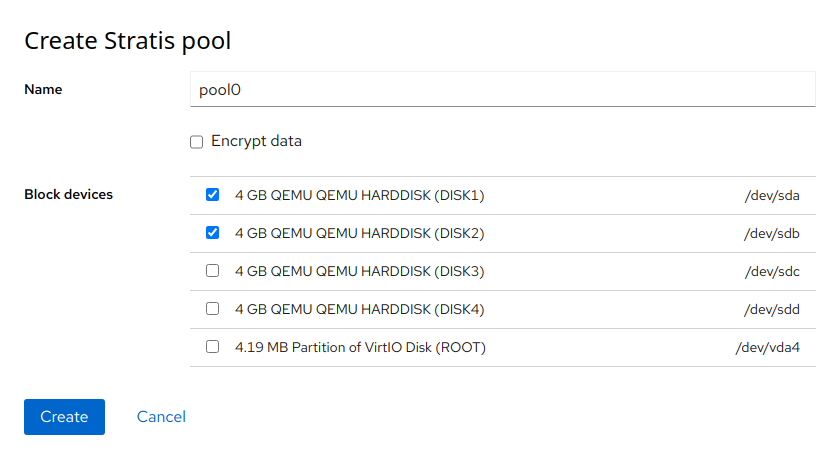 Create Stratis pool
Name pool0
Encrypt data
Block devices 4 GB QEMU QEMU HARDDISK (DISK1) /dev/sda
4 GB QEMU QEMU HARDDISK (DISK2) /dev/sdb
4 GB QEMU QEMU HARDDISK (DISK3) /dev/sdc
4 GB QEMU QEMU HARDDISK (DISK4) /dev/sdd
4.19 MB Partition of VirtIO Disk (ROOT) /dev/vda4
Create Cancel